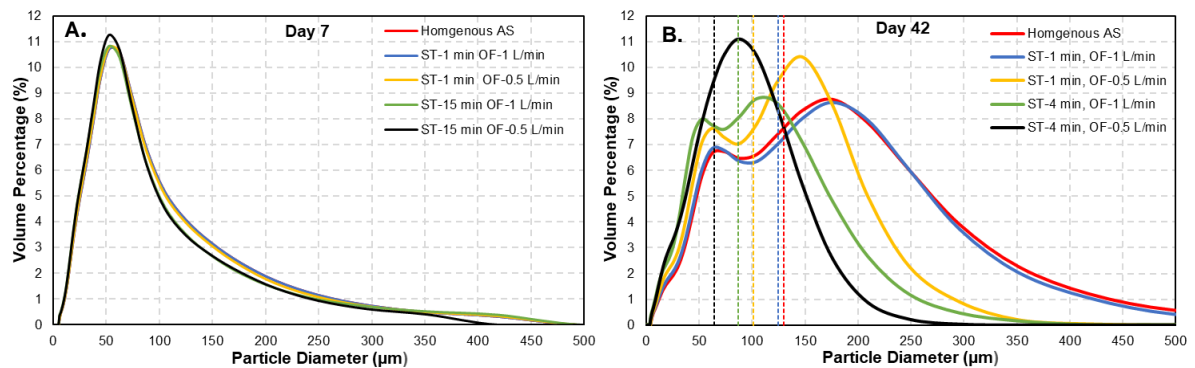 A.
Day 7
Homgenous AS
ST-1 min OF-1 L/min
ST-1 min OF-0.5 L/min
ST-15 min OF-1 L/min
ST-15 min OF-0.5 L/min
Volume Percentage (%)
12
11
10
9
8
7
6
5
4
3
2
1
0
0 50 100 150 200 250 300 350 400 450 500
Particle Diameter (µm)
B.
Day 42
Homgenous AS
ST-1 min, OF-1 L/min
ST-1 min, OF-0.5 L/min
ST-4 min, OF-1 L/min
ST-4 min, OF-0.5 L/min
Volume Percentage (%)
12
11
10
9
8
7
6
5
4
3
2
1
0
0 50 100 150 200 250 300 350 400 450 500
Particle Diameter (µm)